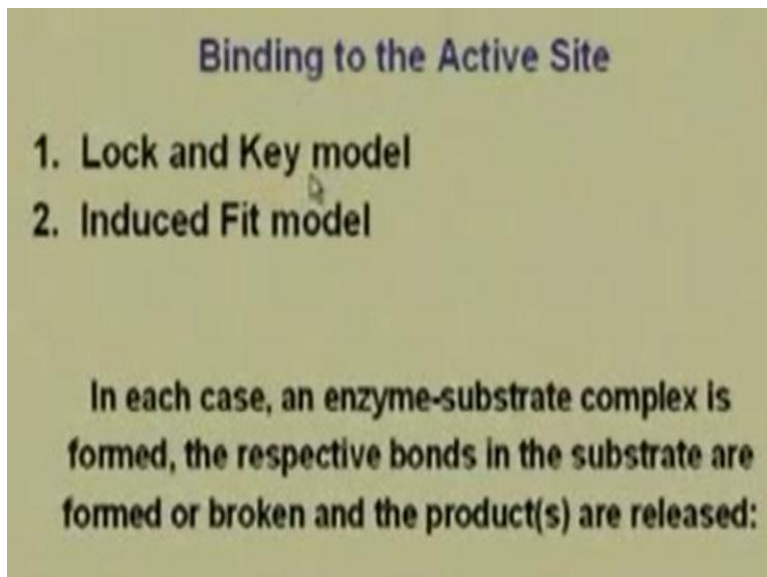 Binding to the Active Site
1. Lock and Key model
2. Induced Fit model
In each case, an enzyme-substrate complex is
formed, the respective bonds in the substrate are
formed or broken and the product(s) are released: